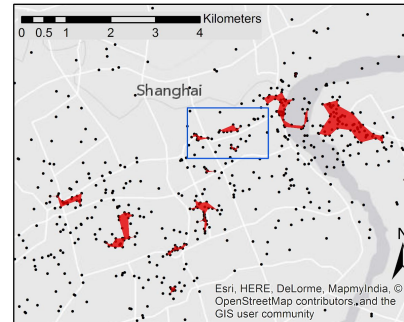 Kilometers
0 0.5 1 2 3 4
Shanghai
N
Esri, HERE, DeLorme, MapmyIndia, ©
OpenStreetMap contributors, and the
GIS user community